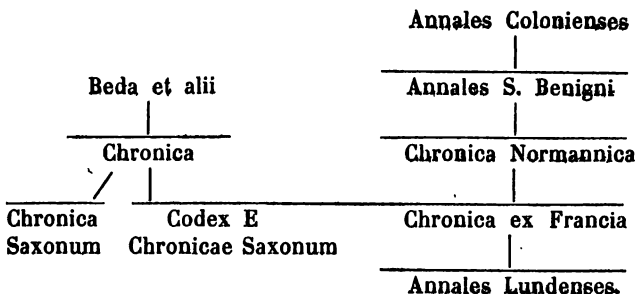 Annales Colonienses
Beda et alii Annales S. Benigni
Chronica Chronica Normannica
Chronica Codex E Chronica ex Francia
Saxonum Chronicae Saxonum
Annales Lundenses.